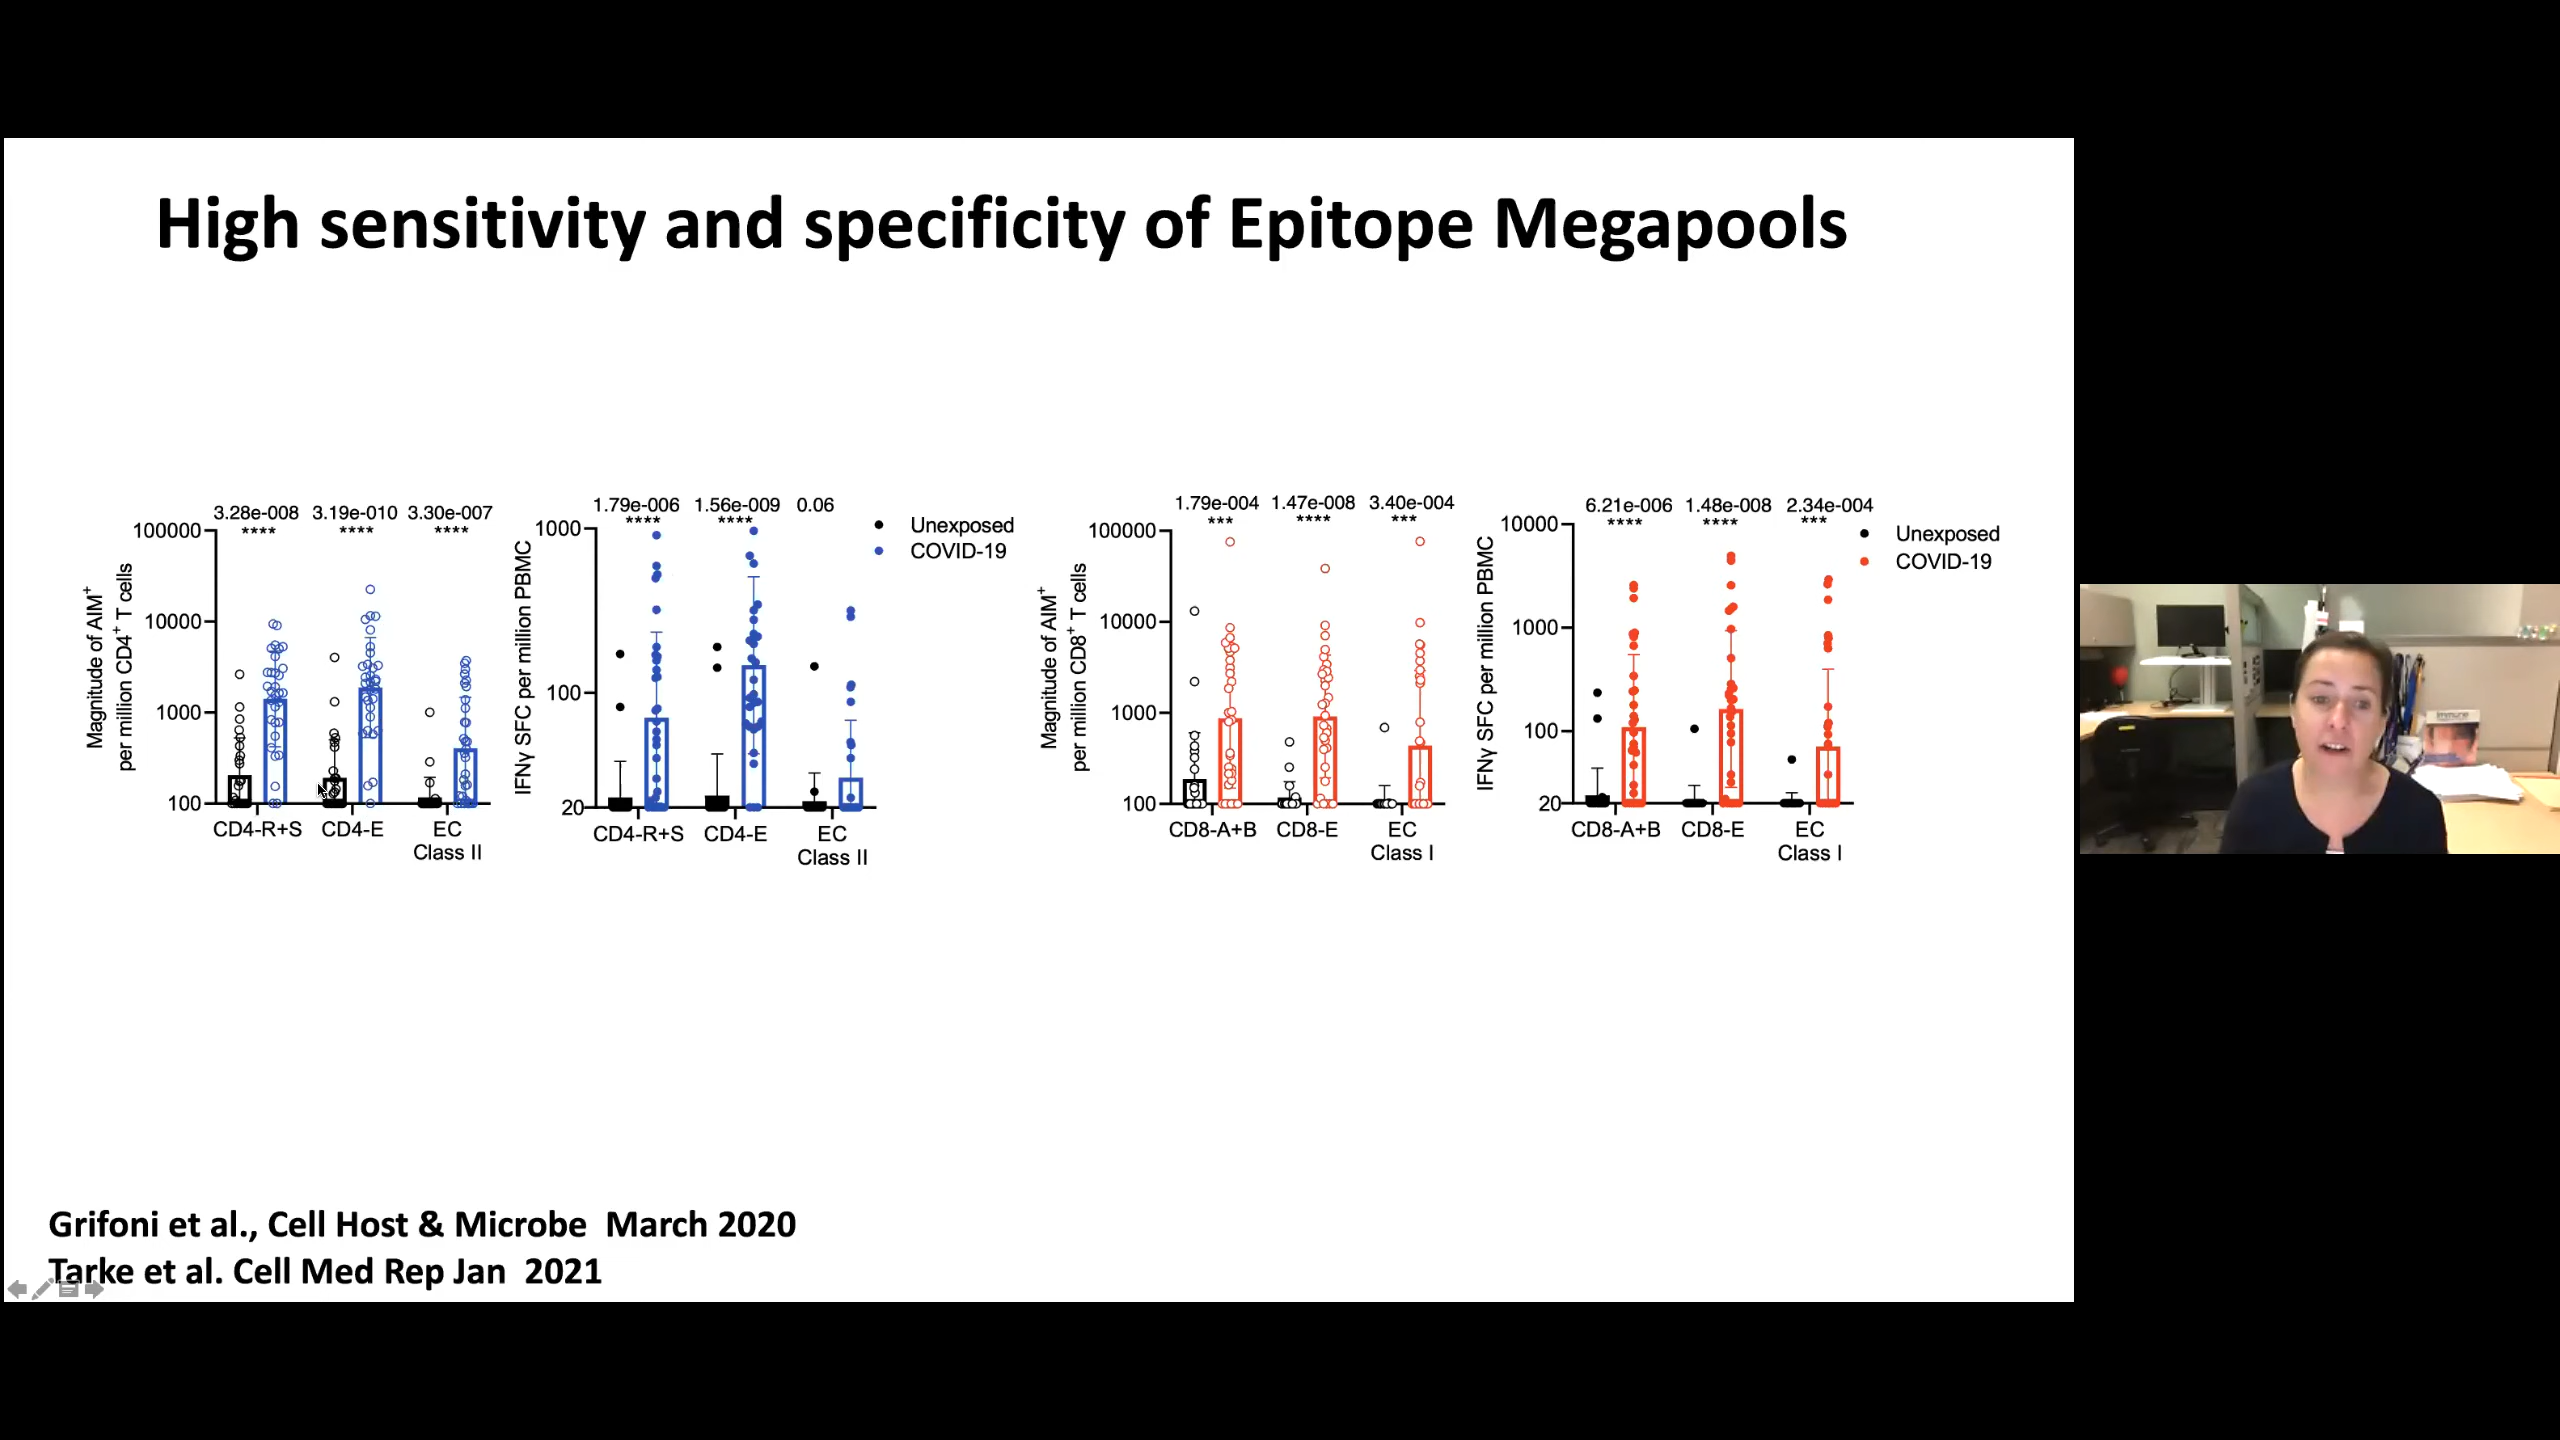 High sensitivity and specificity of Epitope Megapools
Magnitude of AIM⁺
per million CD4⁺ T cells
3.28e-008 3.19e-010 3.30e-007
**** **** ****
100000
10000
1000
100
CD4-R+S CD4-E EC
Class II
IFNγ SFC per million PBMC
1.79e-006 1.56e-009 0.06
**** ****
1000
100
20
CD4-R+S CD4-E EC
Class II
Unexposed
COVID-19
Magnitude of AIM⁺
per million CD8⁺ T cells
1.79e-004 1.47e-008 3.40e-004
*** **** ***
100000
10000
1000
100
CD8-A+B CD8-E EC
Class I
IFNγ SFC per million PBMC
6.21e-006 1.48e-008 2.34e-004
**** **** ***
10000
1000
100
20
CD8-A+B CD8-E EC
Class I
Unexposed
COVID-19
Immune
Grifoni et al., Cell Host & Microbe March 2020
Tarke et al. Cell Med Rep Jan 2021